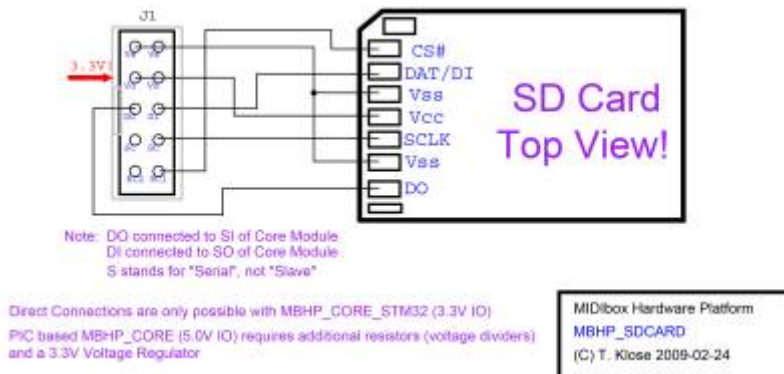 J1
3.3V!
CS#
DAT/DI
Vss
Vcc
SCLK
Vss
DO
SD Card
Top View!
Note: DO connected to SI of Core Module
DI connected to SO of Core Module
S stands for "Serial", not "Slave"
Direct Connections are only possible with MBHP_CORE_STM32 (3.3V IO)
PIC based MBHP_CORE (5.0V IO) requires additional resistors (voltage dividers)
and a 3.3V Voltage Regulator
MIDIbox Hardware Platform
MBHP_SDCARD
(C) T. Klose 2009-02-24